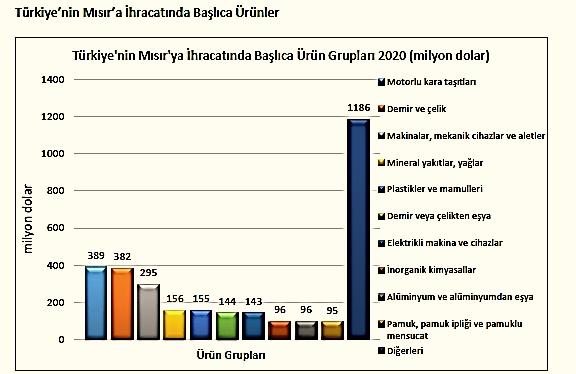 Türkiye’nin Mısır’a İhracatında Başlıca Ürünler
Türkiye'nin Mısır'ya İhracatında Başlıca Ürün Grupları 2020 (milyon dolar)
milyon dolar
1400
1200
1000
800
600
400
200
0
389
382
295
156
155
144
143
96
96
95
1186
Ürün Grupları
Motorlu kara taşıtları
Demir ve çelik
Makinalar, mekanik cihazlar ve aletler
Mineral yakıtlar, yağlar
Plastikler ve mamulleri
Demir veya çelikten eşya
Elektrikli makina ve cihazlar
İnorganik kimyasallar
Alüminyum ve alüminyumdan eşya
Pamuk, pamuk ipliği ve pamuklu
mensucat
Diğerleri